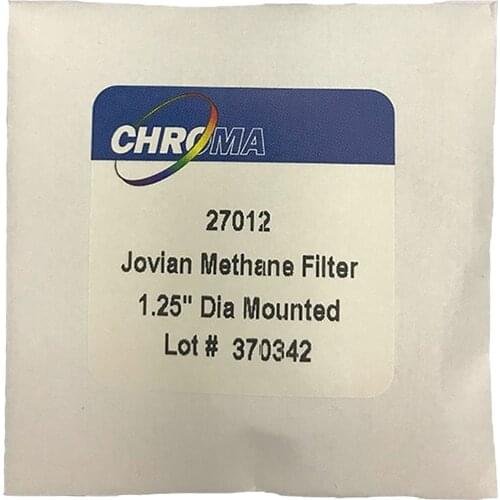 CHROMA
27012
Jovian Methane Filter
1.25" Dia Mounted
Lot # 370342